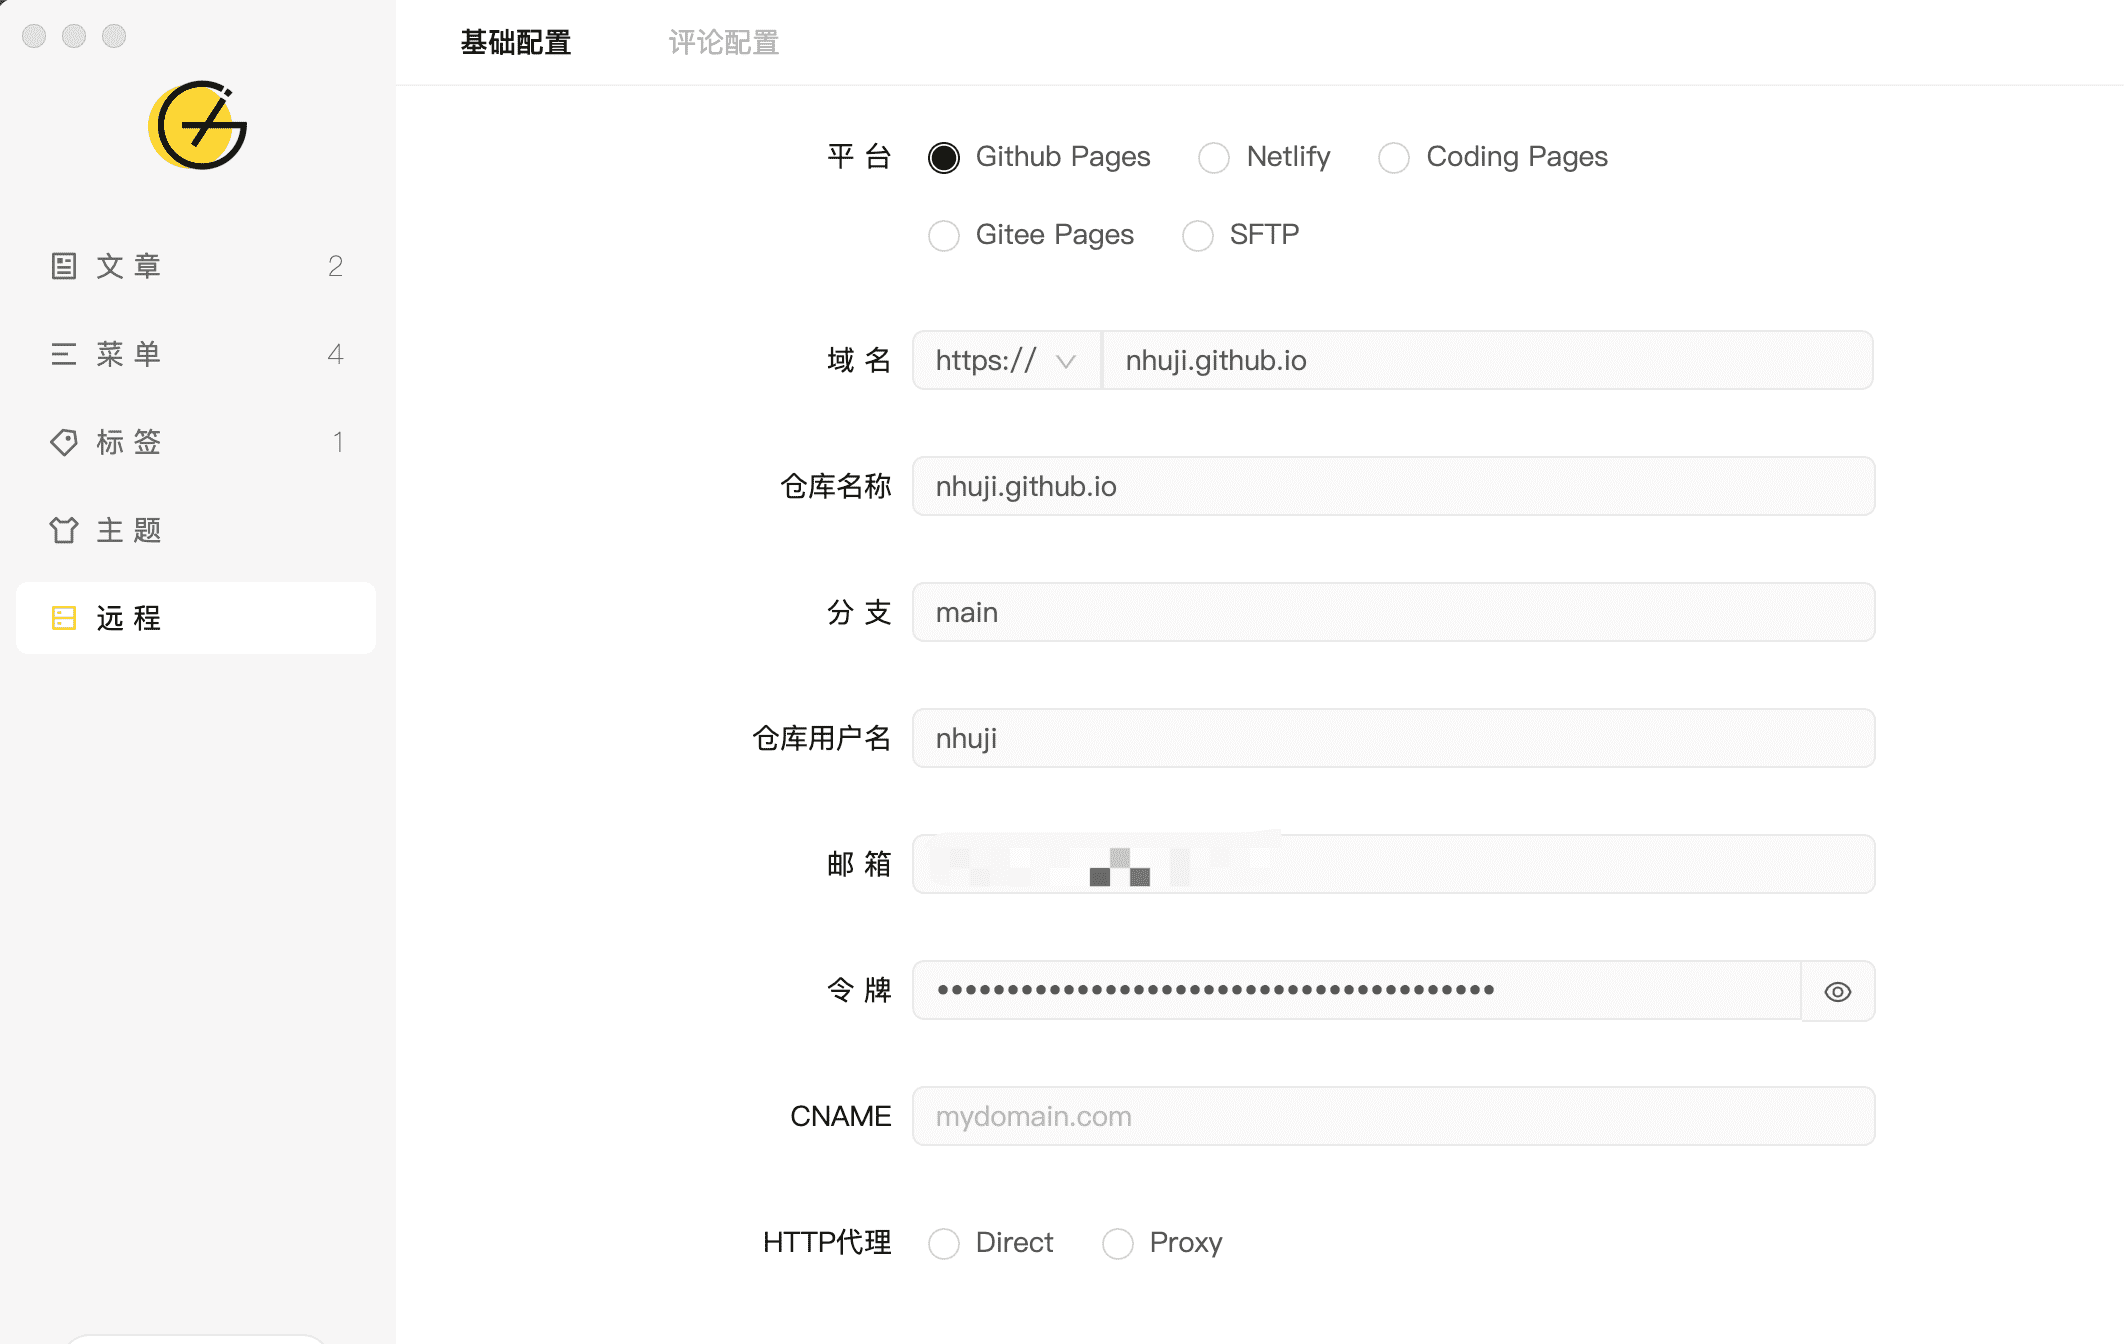 基础配置 评论配置
文章 2
菜单 4
标签 1
主题
远程
平台 Github Pages Netlify Coding Pages
Gitee Pages SFTP
域名 https:// nhuji.github.io
仓库名称 nhuji.github.io
分支 main
仓库用户名 nhuji
邮箱
令牌 ••••••••••••••••••••••••••••••••••••••••
CNAME mydomain.com
HTTP代理 Direct Proxy